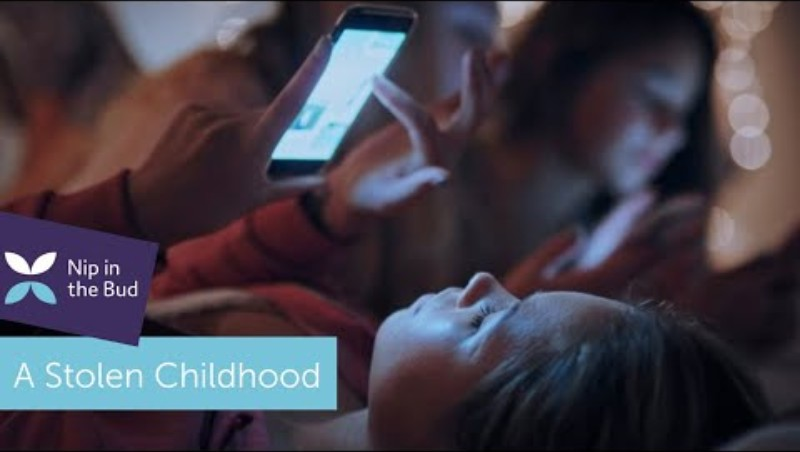 Nip in
the Bud
A Stolen Childhood